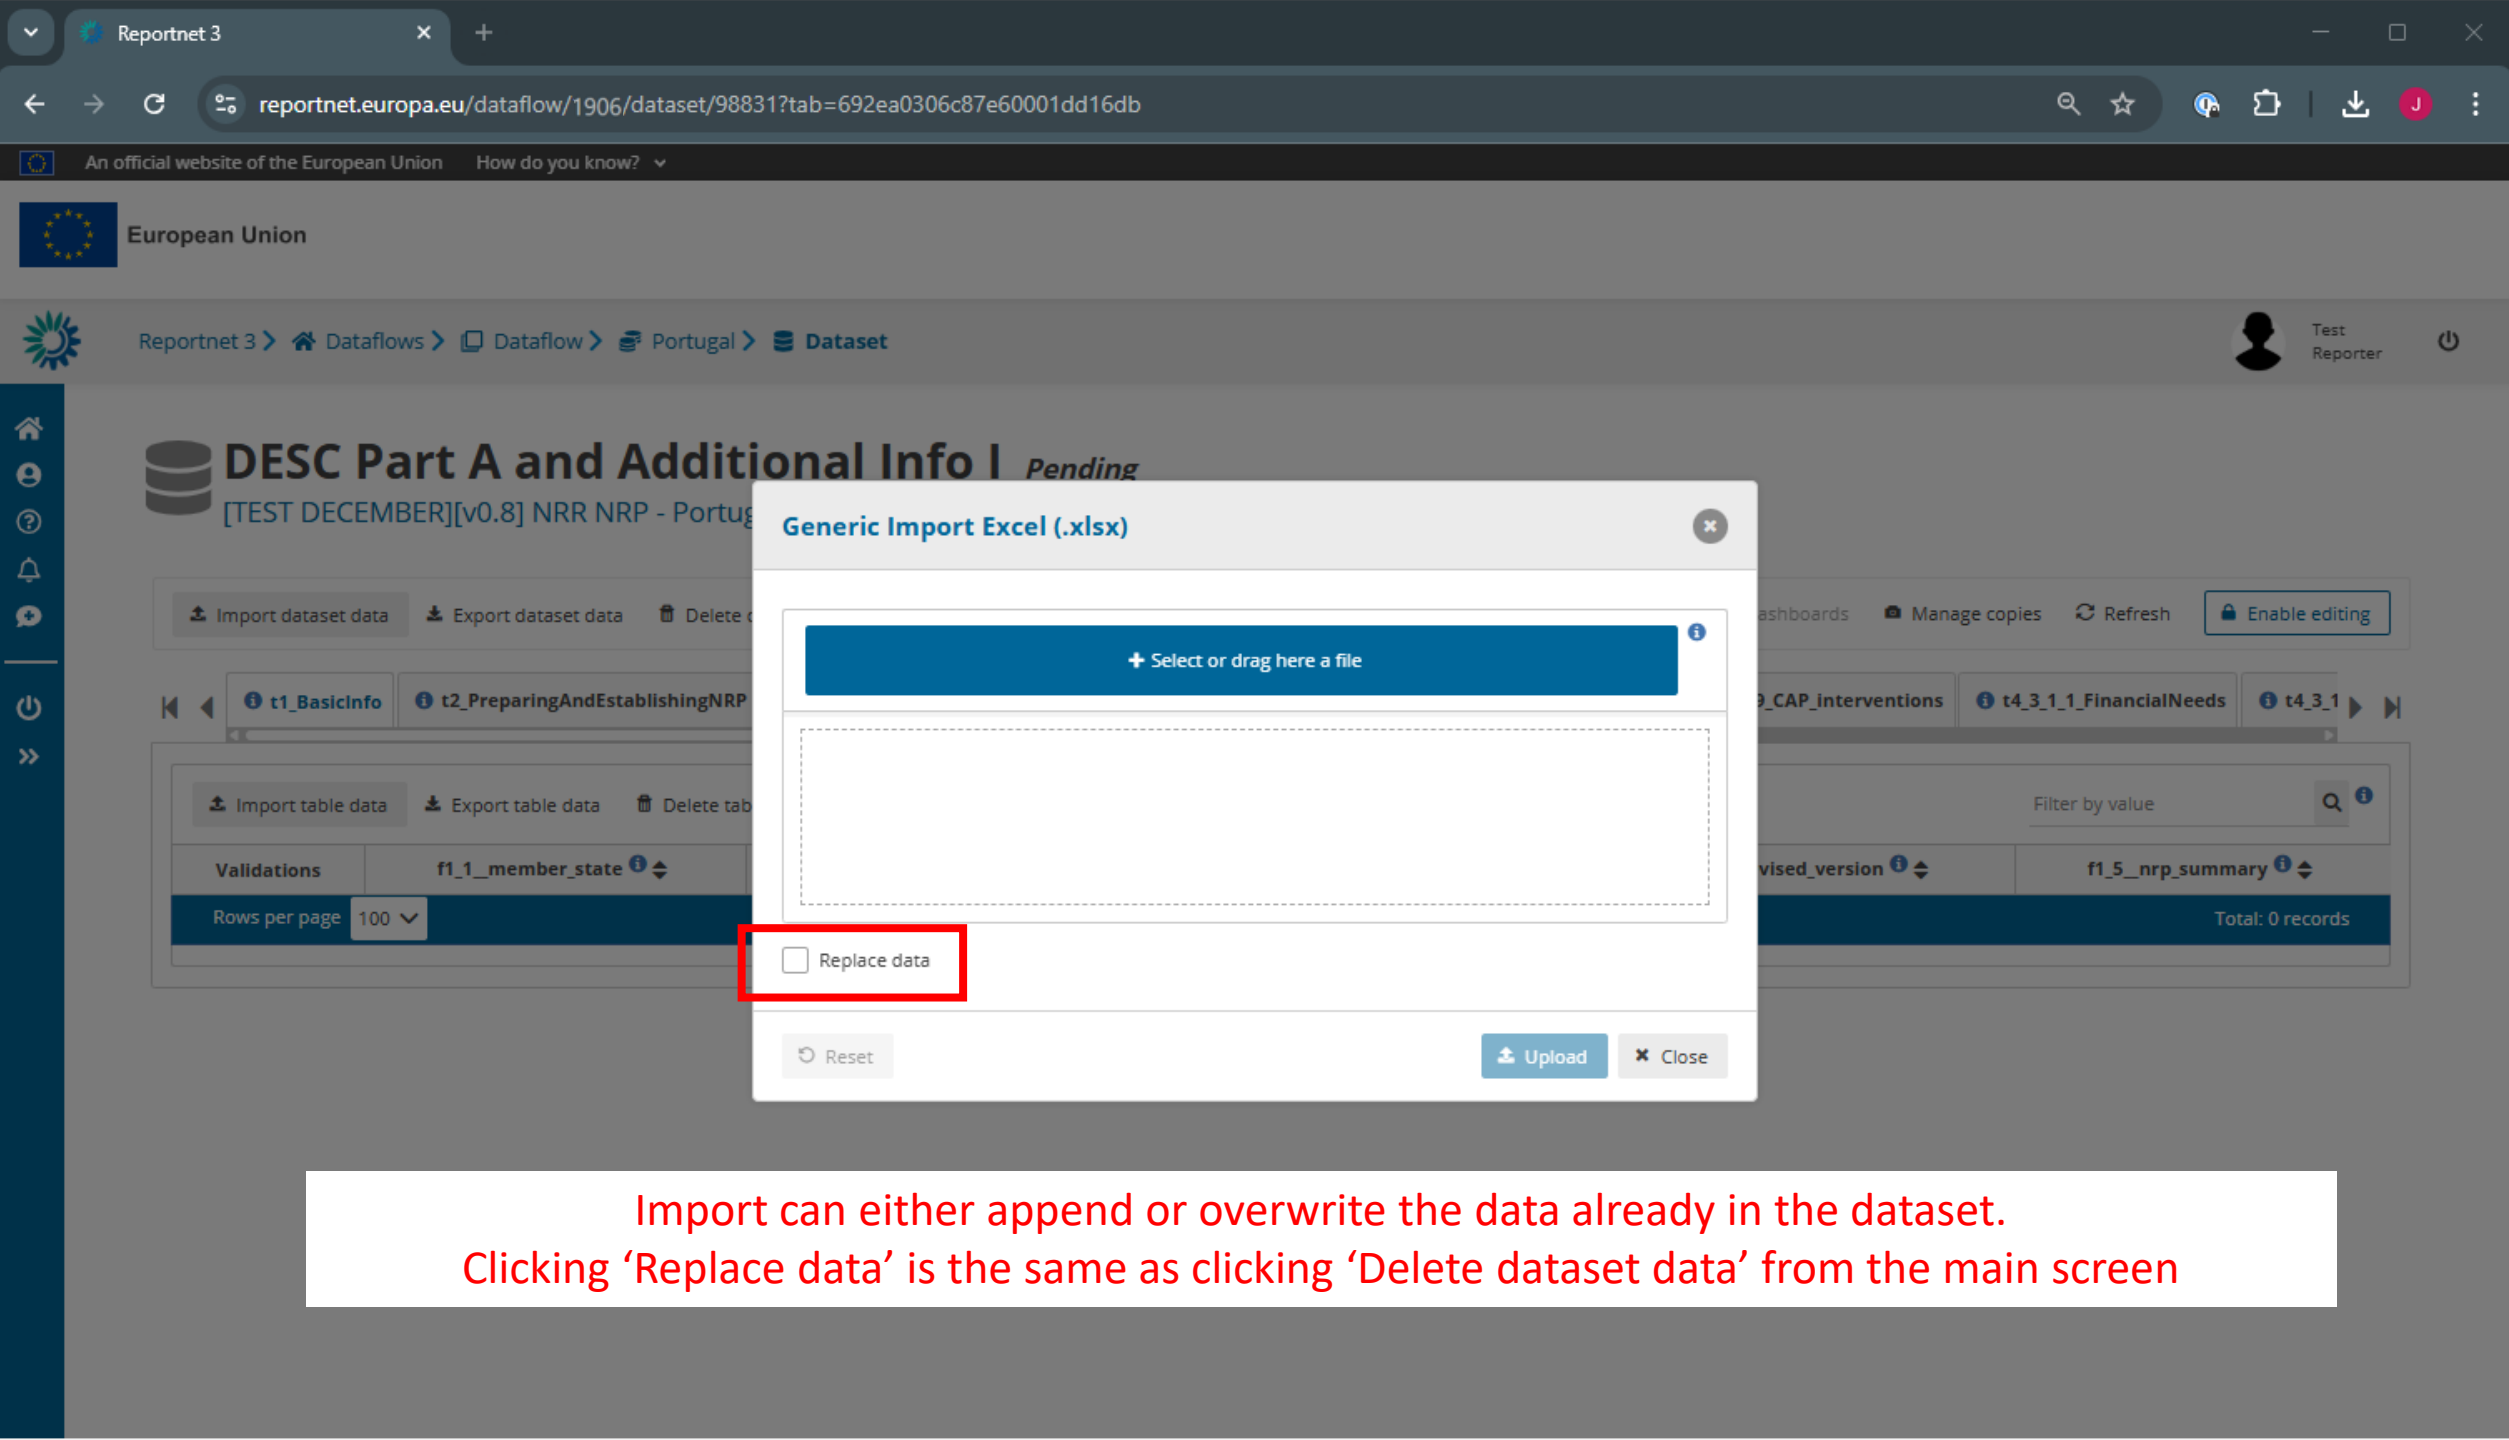 Reportnet 3
reportnet.europa.eu/dataflow/1906/dataset/98831?tab=692ea0306c87e60001dd16db
J
An official website of the European Union How do you know?
European Union
Reportnet 3 Dataflows Dataflow Portugal Dataset
Test
Reporter
DESC Part A and Additional Info I Pending
[TEST DECEMBER][v0.8] NRR NRP - Portug
Generic Import Excel (.xlsx)
Import dataset data Export dataset data Delete d ashboards Manage copies Refresh Enable editing
+ Select or drag here a file
t1_BasicInfo t2_PreparingAndEstablishingNRP 9_CAP_interventions t4_3_1_1_FinancialNeeds t4_3_1
Import table data Export table data Delete tab Filter by value
Validations f1_1__member_state vised_version f1_5__nrp_summary
Rows per page 100 Total: 0 records
Replace data
Reset Upload Close
Import can either append or overwrite the data already in the dataset.
Clicking ‘Replace data’ is the same as clicking ‘Delete dataset data’ from the main screen